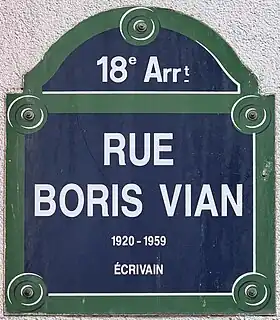 18e Arrt
RUE
BORIS VIAN
1920 - 1959
ÉCRIVAIN